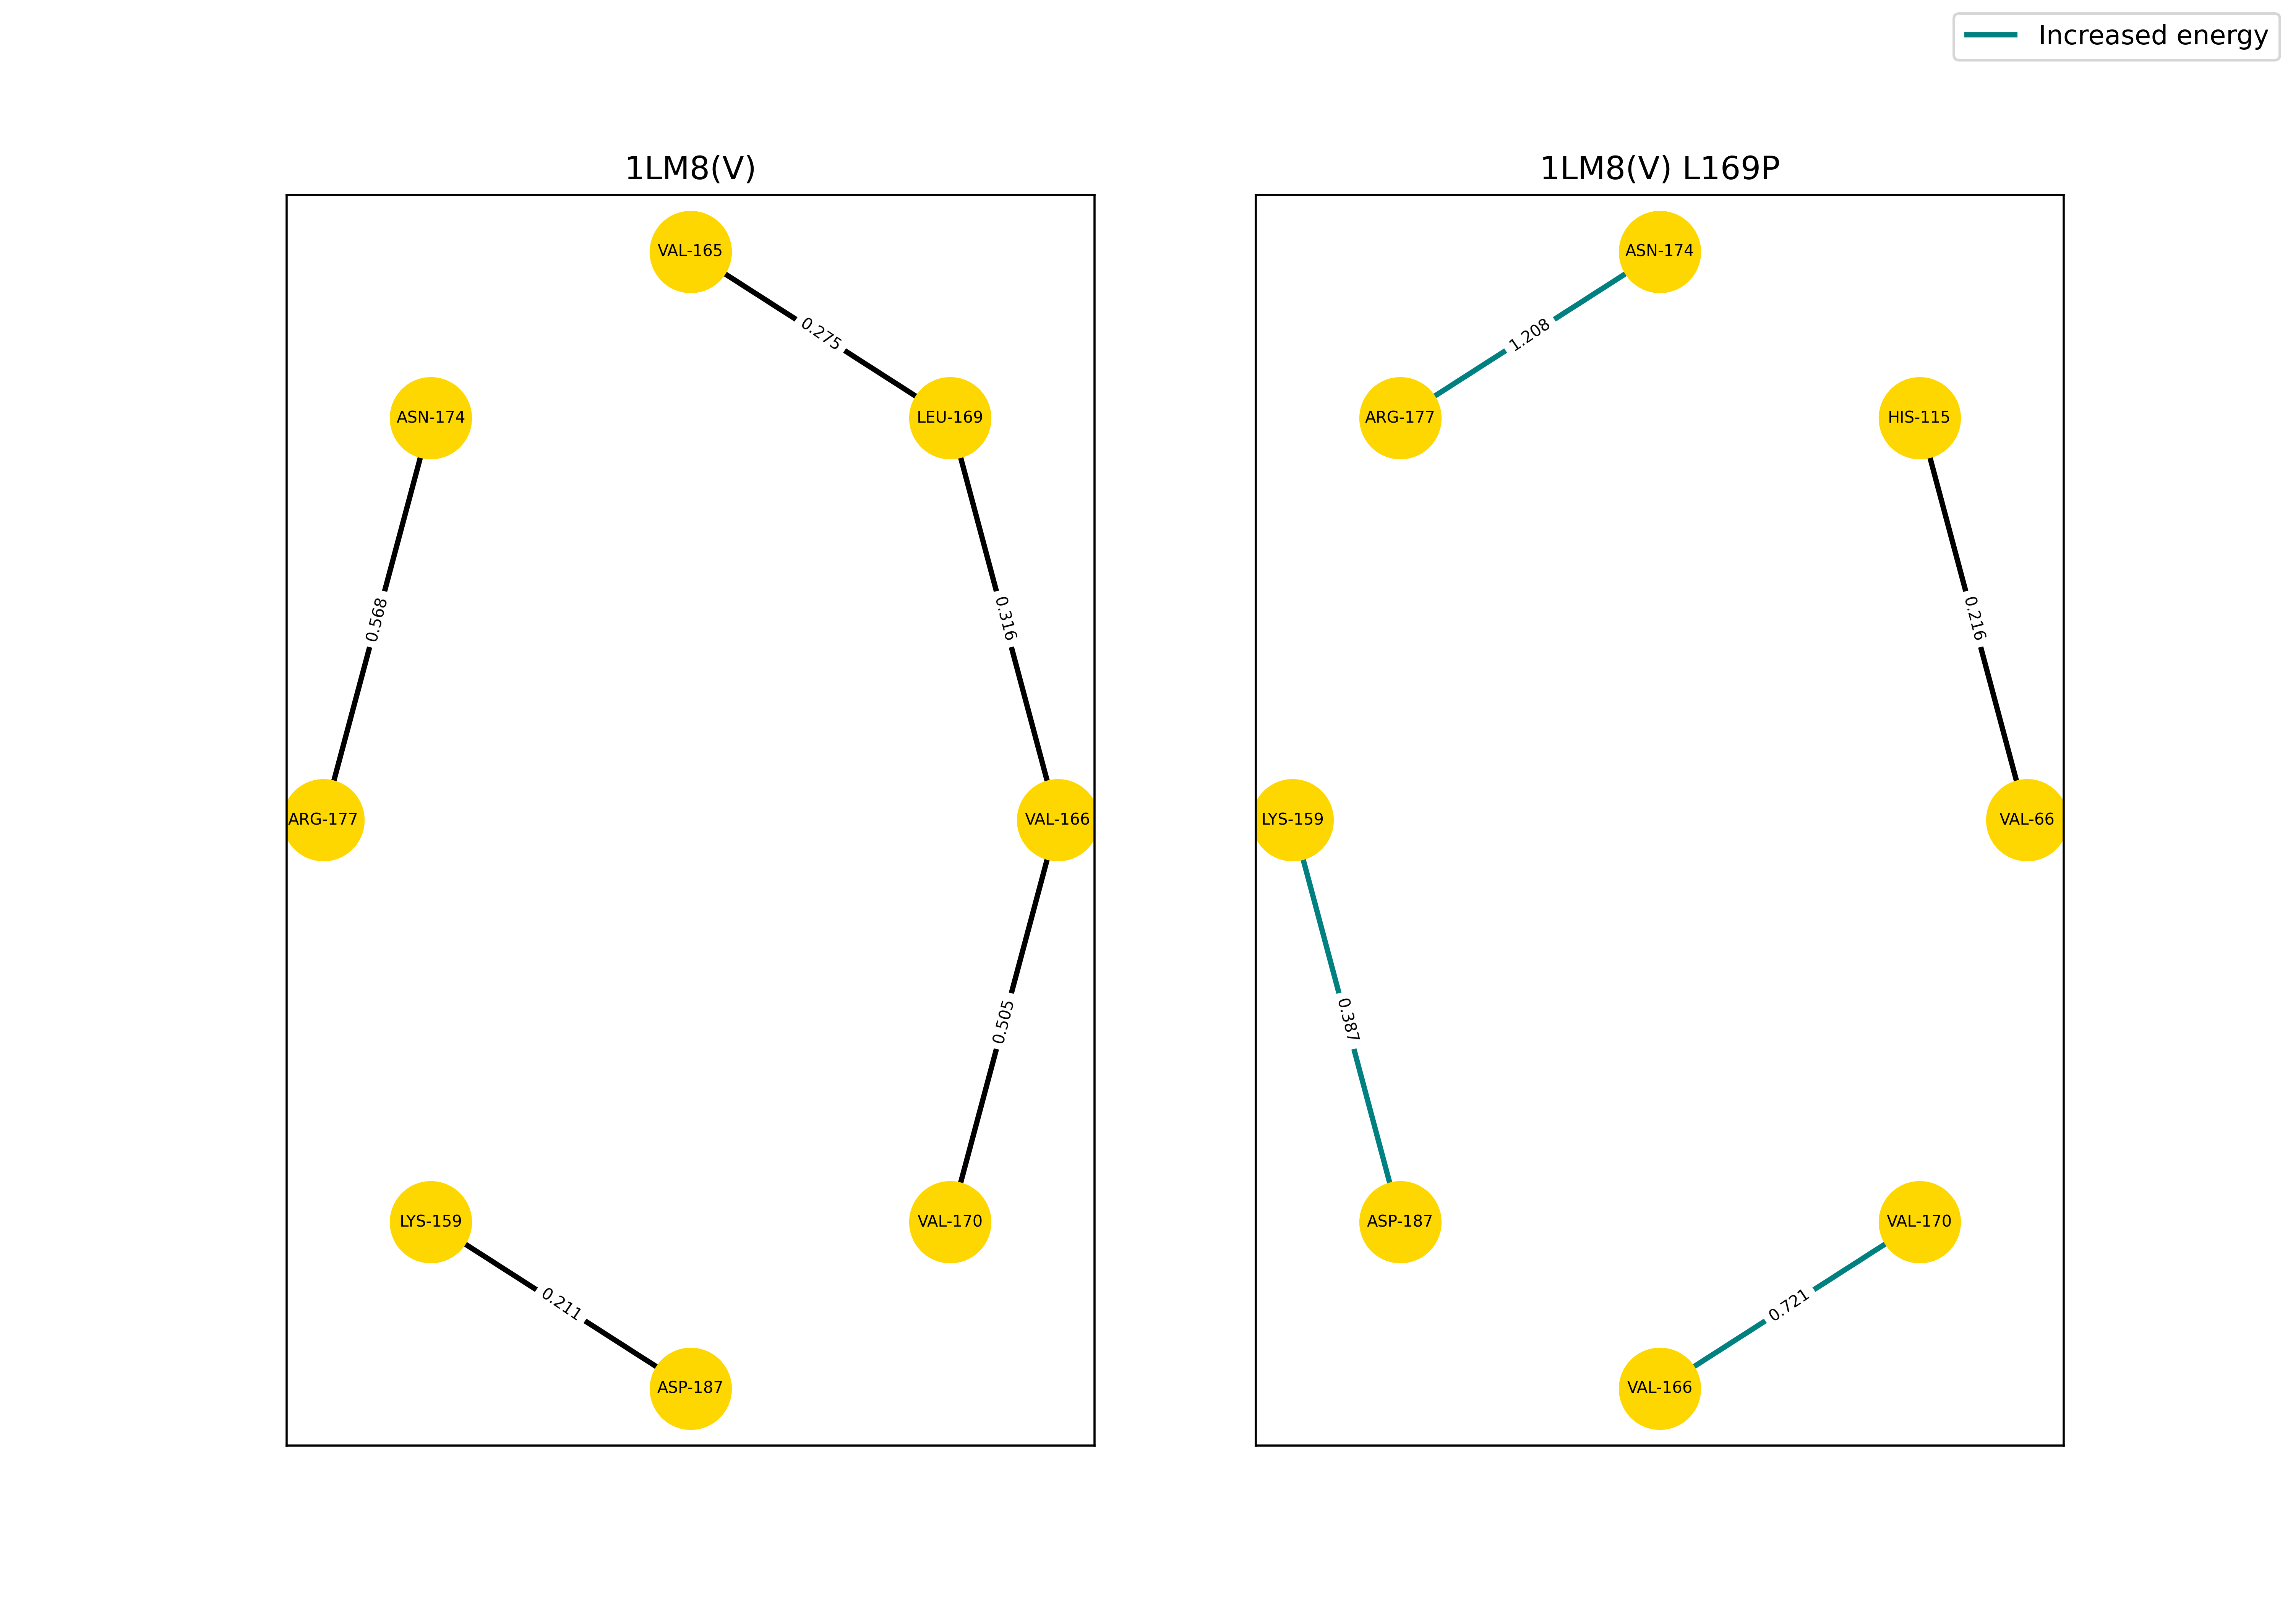 Increased energy
1LM8(V)
VAL-165
0.275
ASN-174
LEU-169
0.568
0.316
ARG-177
VAL-166
0.505
LYS-159
VAL-170
0.211
ASP-187
1LM8(V) L169P
ASN-174
1.208
ARG-177
HIS-115
0.216
LYS-159
VAL-66
0.387
ASP-187
VAL-170
0.721
VAL-166